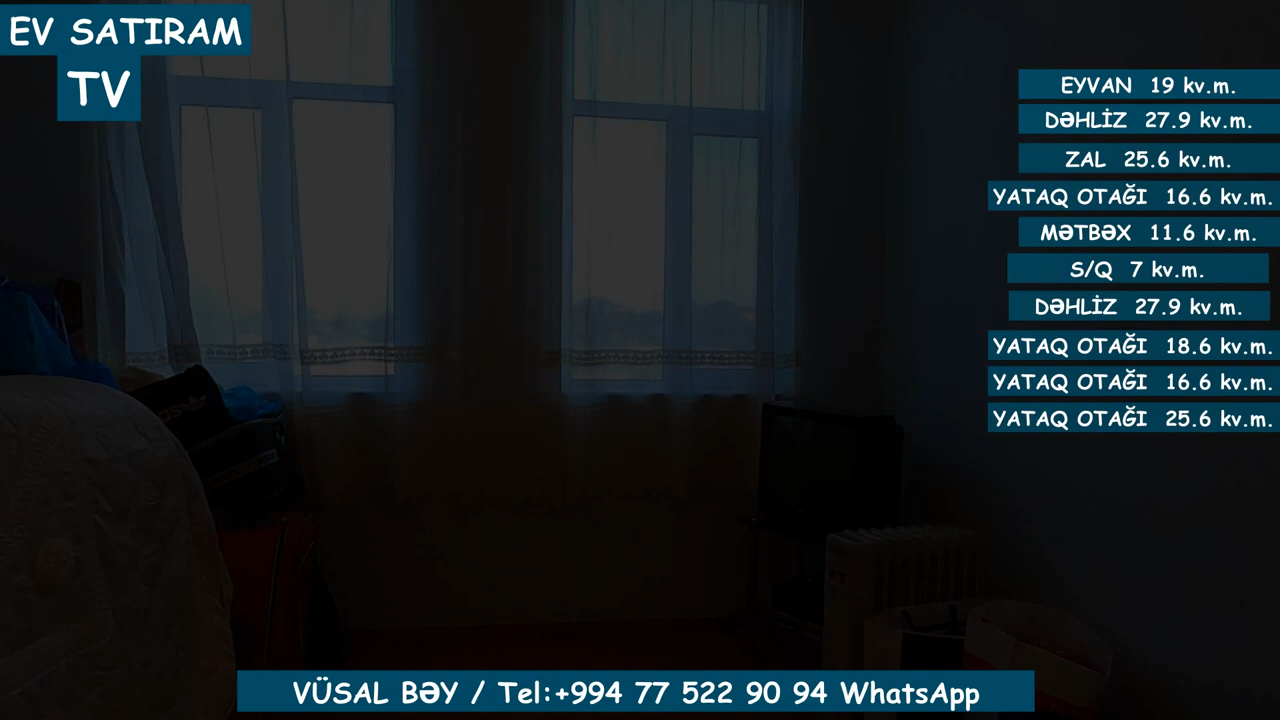 EV SATIRAM
TV
EYVAN 19 kv.m.
DƏHLİZ 27.9 kv.m.
ZAL 25.6 kv.m.
YATAQ OTAĞI 16.6 kv.m.
MƏTBƏX 11.6 kv.m.
S/Q 7 kv.m.
DƏHLİZ 27.9 kv.m.
YATAQ OTAĞI 18.6 kv.m.
YATAQ OTAĞI 16.6 kv.m.
YATAQ OTAĞI 25.6 kv.m.
VÜSAL BƏY / Tel:+994 77 522 90 94 WhatsApp